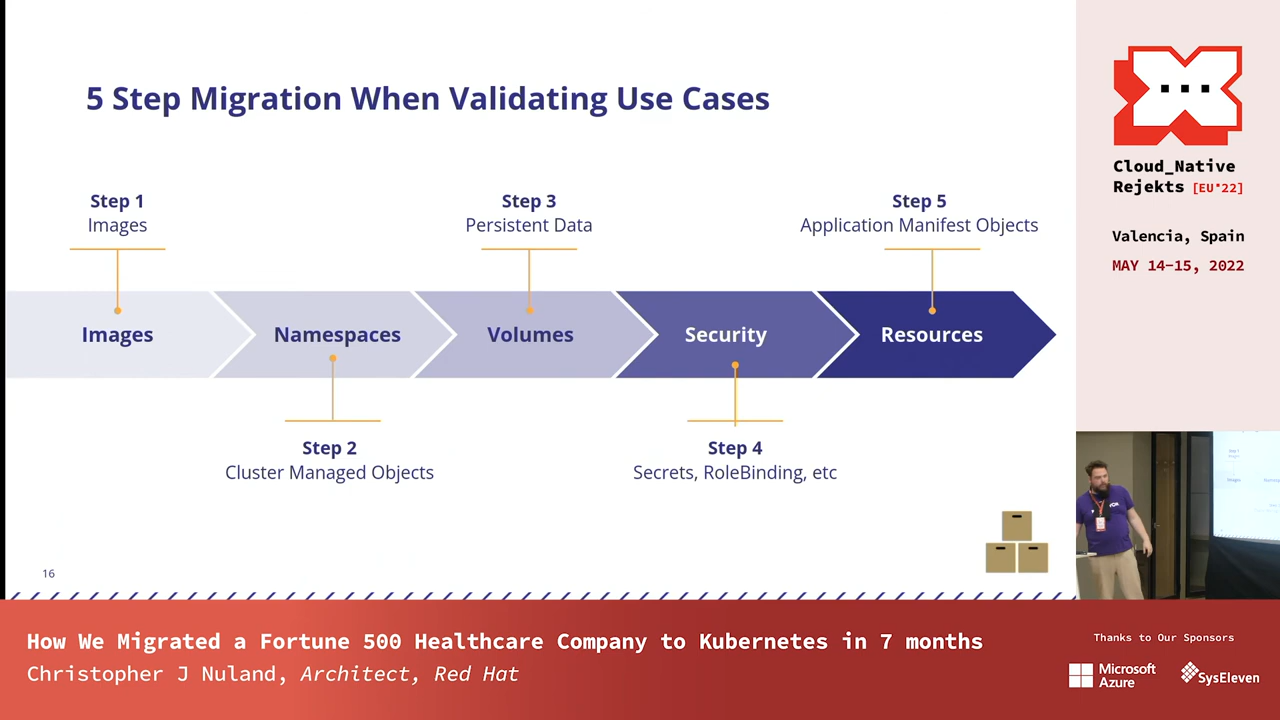 5 Step Migration When Validating Use Cases
Step 1
Images
Step 3
Persistent Data
Step 5
Application Manifest Objects
Images
Namespaces
Volumes
Security
Resources
Step 2
Cluster Managed Objects
Step 4
Secrets, RoleBinding, etc
16
Cloud_Native
Rejekts [EU*22]
Valencia, Spain
MAY 14-15, 2022
How We Migrated a Fortune 500 Healthcare Company to Kubernetes in 7 months
Christopher J Nuland, Architect, Red Hat
Thanks to Our Sponsors
Microsoft
Azure
SysEleven